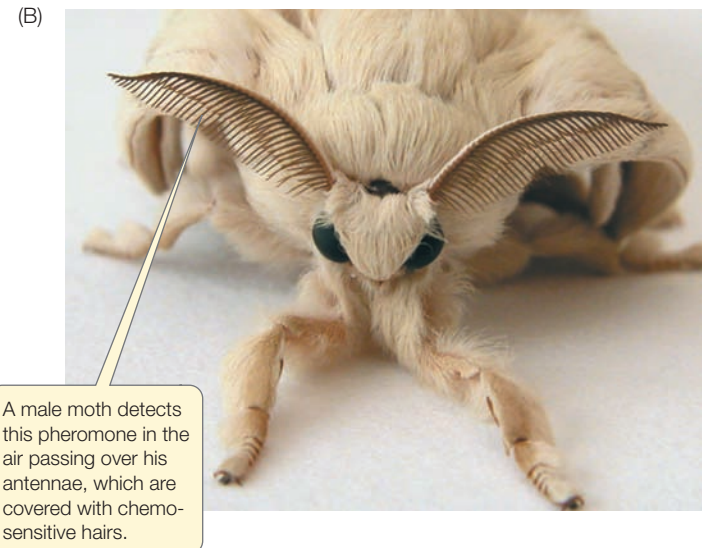 (B)
A male moth detects
this pheromone in the
air passing over his
antennae, which are
covered with chemo-
sensitive hairs.